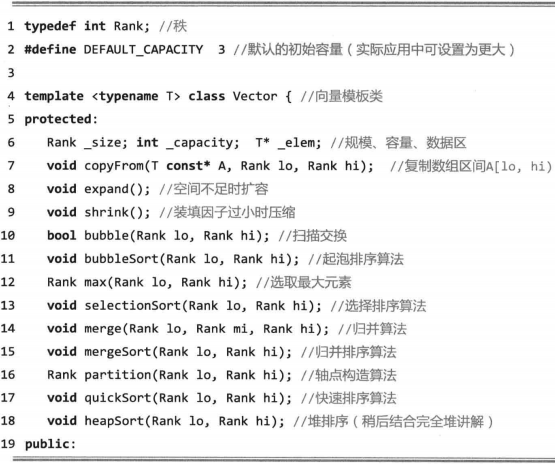 1 typedef int Rank; //秩
2 #define DEFAULT_CAPACITY  3 //默认的初始容量（实际应用中可设置为更大）
3
4 template <typename T> class Vector { //向量模板类
5 protected:
6    Rank _size; int _capacity;  T* _elem; //规模、容量、数据区
7    void copyFrom(T const* A, Rank lo, Rank hi);  //复制数组区间A[lo, hi)
8    void expand(); //空间不足时扩容
9    void shrink(); //装填因子过小时压缩
10    bool bubble(Rank lo, Rank hi); //扫描交换
11    void bubbleSort(Rank lo, Rank hi); //起泡排序算法
12    Rank max(Rank lo, Rank hi); //选取最大元素
13    void selectionSort(Rank lo, Rank hi); //选择排序算法
14    void merge(Rank lo, Rank mi, Rank hi); //归并算法
15    void mergeSort(Rank lo, Rank hi); //归并排序算法
16    Rank partition(Rank lo, Rank hi); //轴点构造算法
17    void quickSort(Rank lo, Rank hi); //快速排序算法
18    void heapSort(Rank lo, Rank hi); //堆排序（稍后结合完全堆讲解）
19 public: